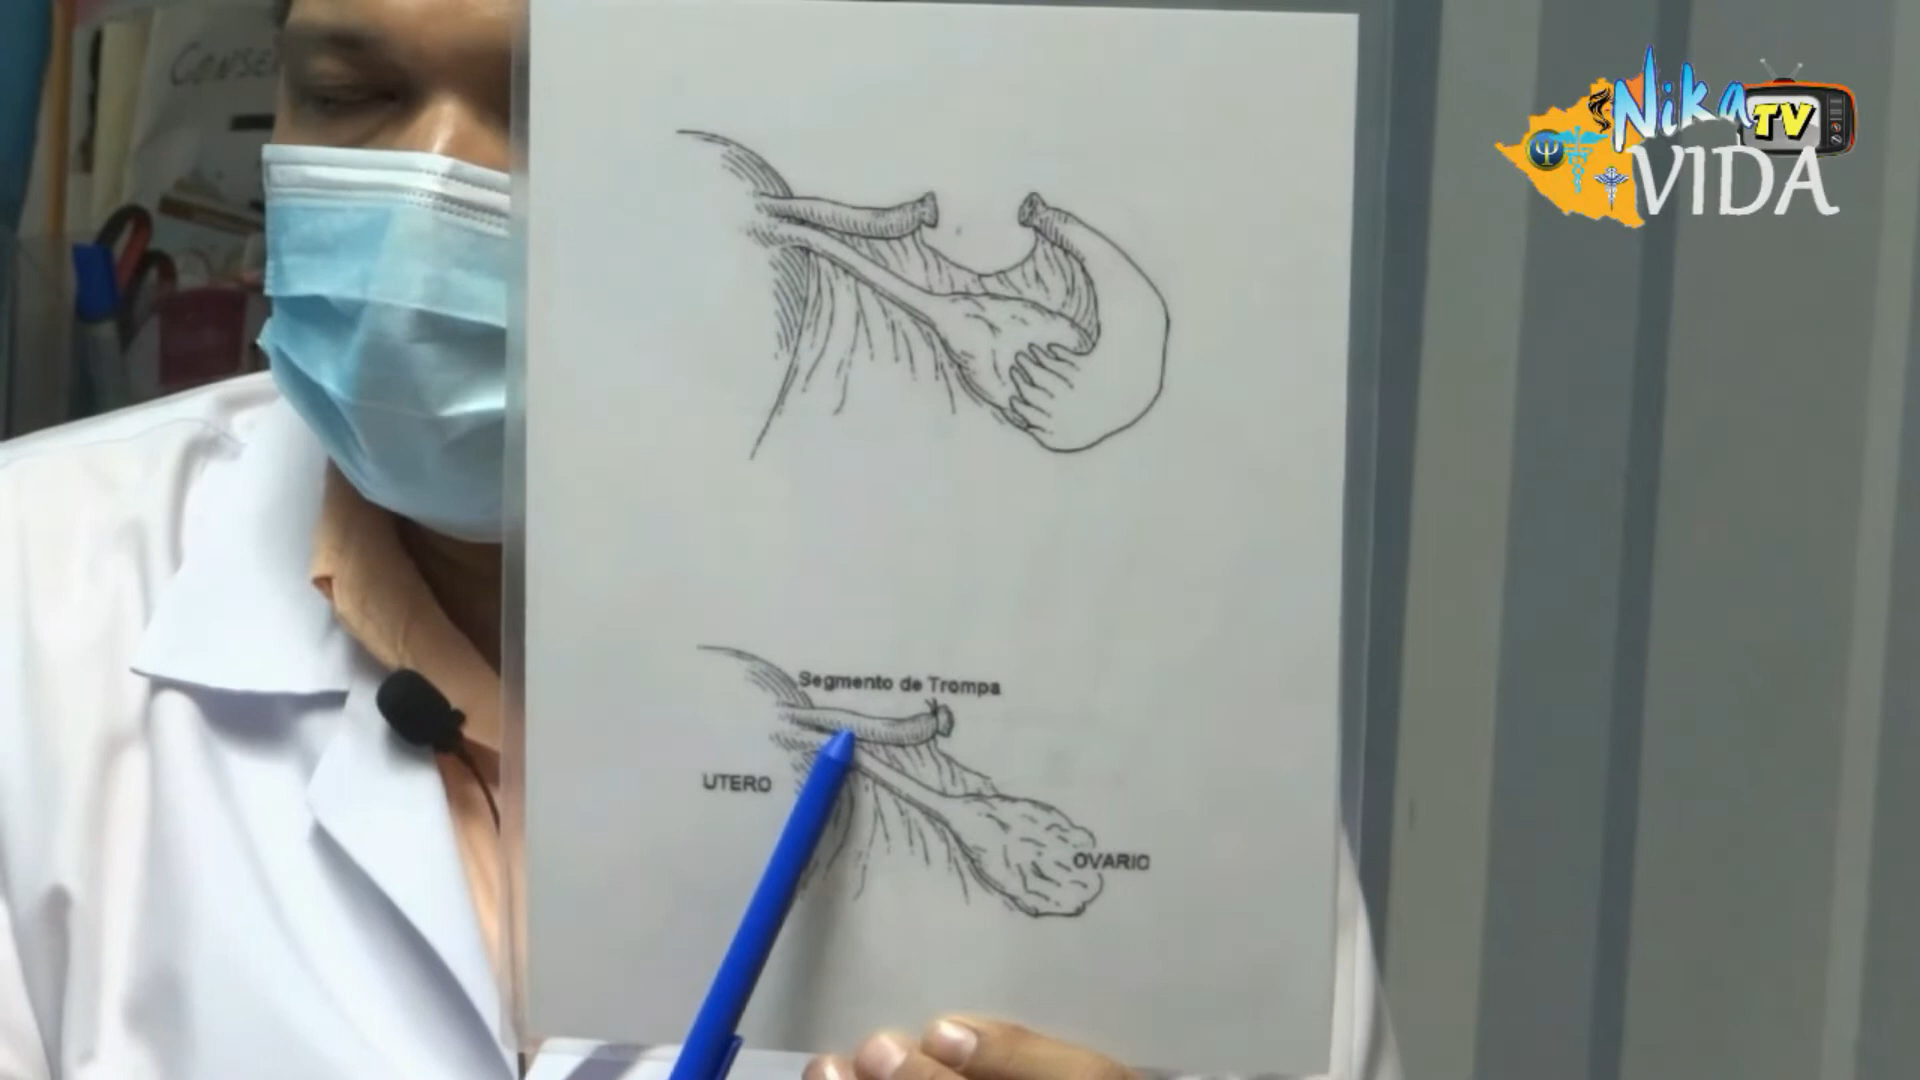 Nika
TV
VIDA
Segmento de Trompa
UTERO
OVARIO